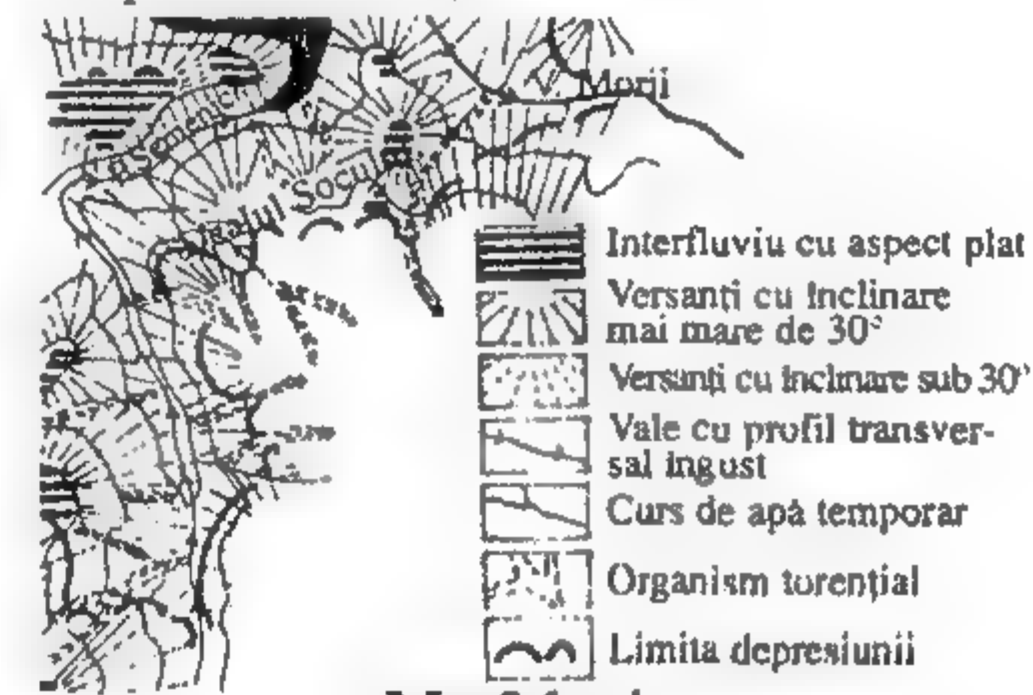 Morii
Interfluviu cu aspect plat
Versanți cu înclinare
mai mare de 30°
Versanți cu înclinare sub 30°
Vale cu profil transver-
sal îngust
Curs de apă temporar
Organism torențial
Limita depresiunii